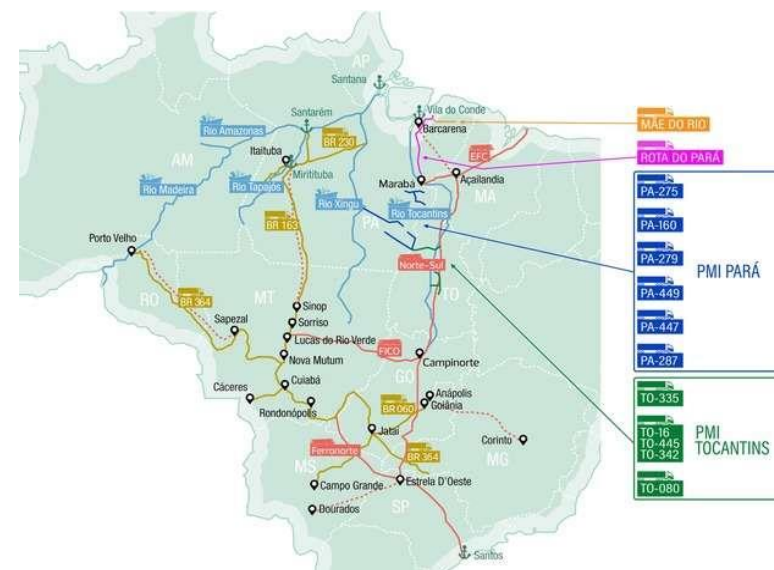 AP
Santana
Santarém
Vila do Conde
Barcarena
MÃE DO RIO
Rio Amazonas
BR 230
Itaituba
EFC
ROTA DO PARÁ
AM
Miritituba
Marabá
Açailandia
Rio Madeira
Rio Tapajós
Rio Xingu
PA
Rio Tocantins
MA
BR 163
PA-275
PA-160
PA-279
PMI PARÁ
PA-449
PA-447
PA-287
Porto Velho
Norte-Sul
TO
RO
BR 364
MT
Sinop
Sapezal
Sorriso
Lucas do Rio Verde
FICO
Nova Mutum
Campinorte
GO
Cáceres
Cuiabá
Rondonópolis
BR 060
Anápolis
Goiânia
TO-335
TO-16
TO-445
TO-342
PMI
TOCANTINS
TO-080
Jataí
Corinto
Ferronorte
BR 364
MG
MS
Campo Grande
Estrela D'Oeste
Dourados
SP
Santos